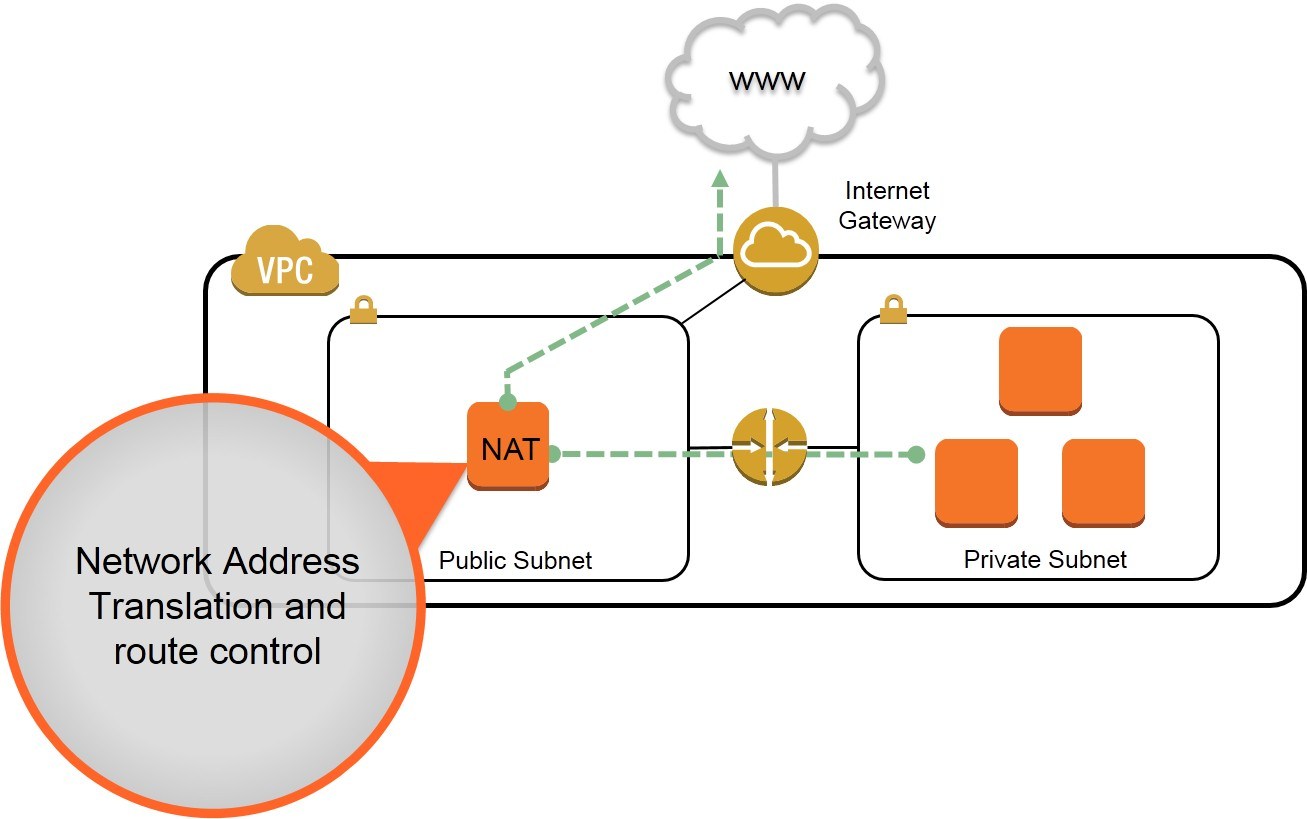 WWW
Internet
Gateway
VPC
NAT
Public Subnet
Private Subnet
Network Address
Translation and
route control